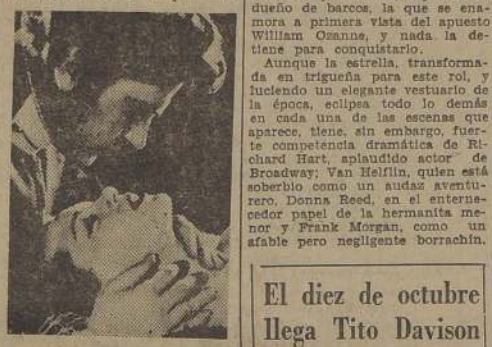 dueño de barcos, la que se ena-
mora a primera vista del apuesto
William Ozanne, y nada la de-
tiene para conquistarlo.
Aunque la estrella, transforma-
da en trigueña para este rol, y
luciendo un elegante vestuario de
la época, eclipsa todo lo demás
en cada una de las escenas que
aparece, tiene, sin embargo, fuer-
te competencia dramática de Ri-
chard Hart, aplaudido actor de
Broadway; Van Helflin, quien está
soberbio como un audaz aventu-
rero, Donna Reed, en el enterne-
cedor papel de la hermanita me-
nor y Frank Morgan, como un
afable pero negligente borrachín.
El diez de octubre
llega Tito Davison